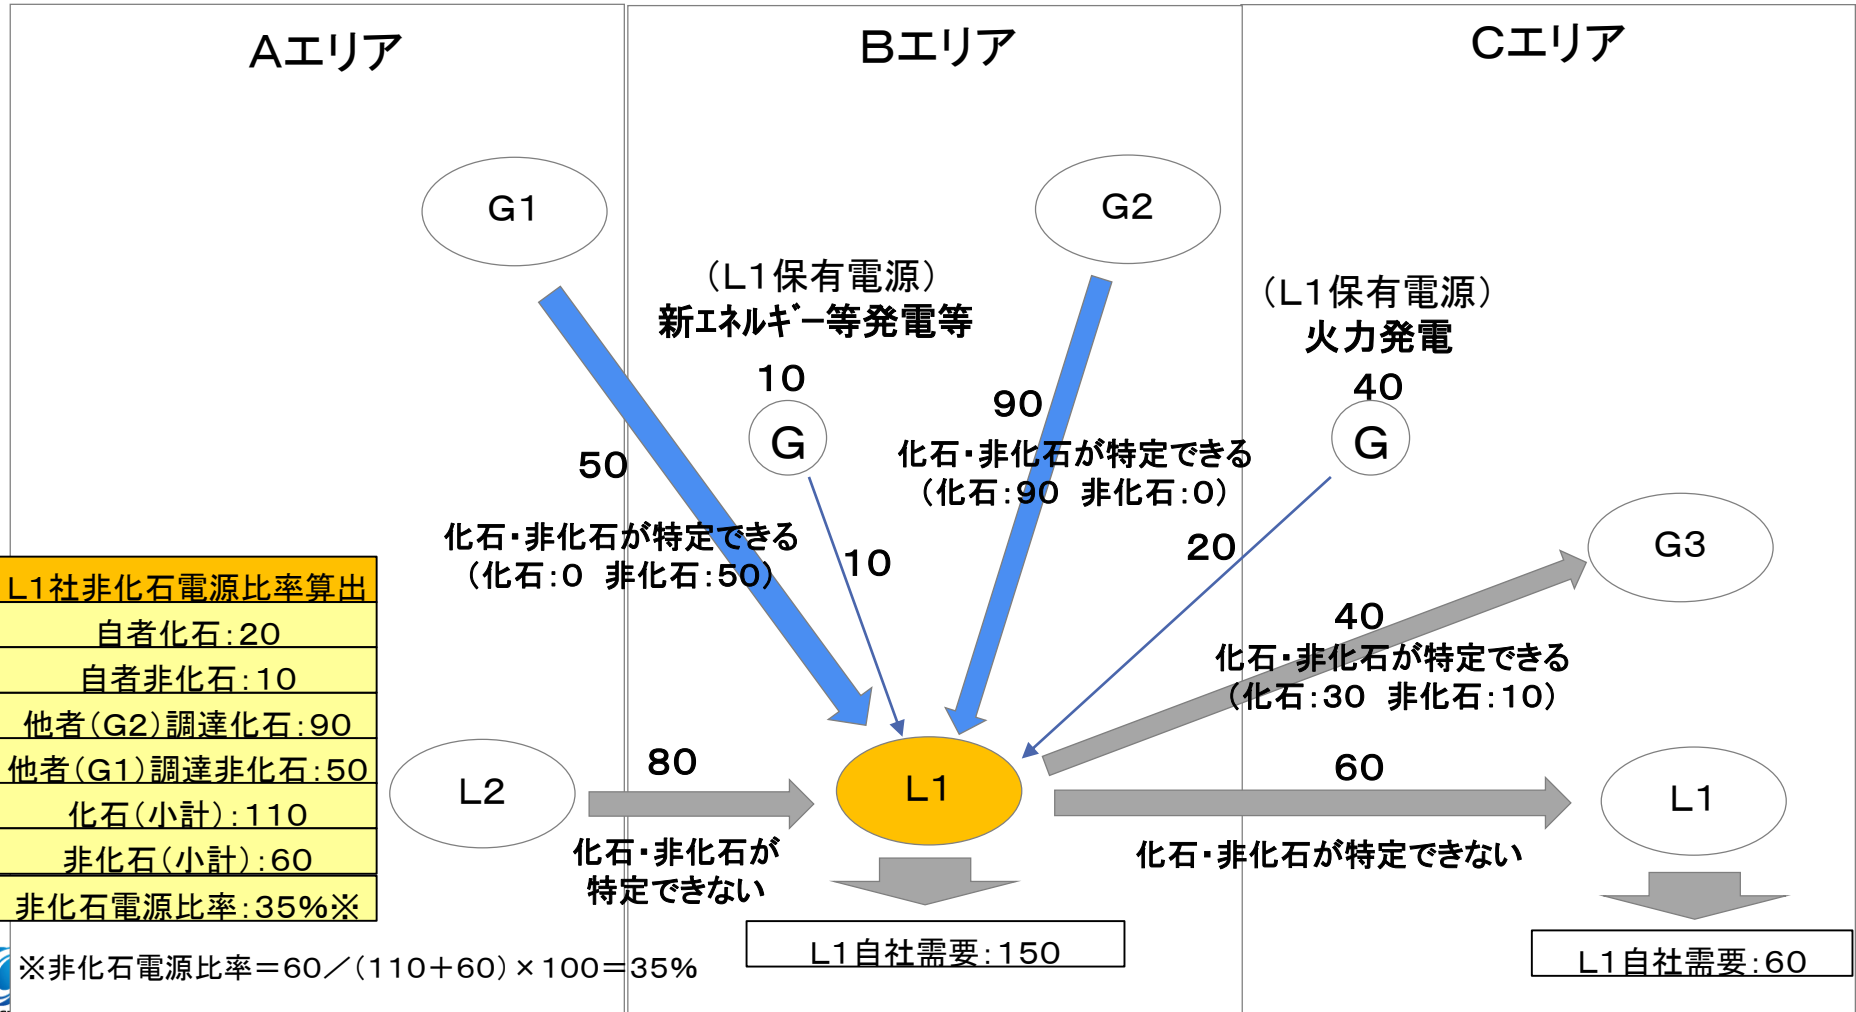 Aエリア
Bエリア
Cエリア
G1
G2
(L1保有電源)
新エネルギー等発電等
10
G
(L1保有電源)
火力発電
40
G
50
化石・非化石が特定できる
(化石:0 非化石:50)
10
90
化石・非化石が特定できる
(化石:90 非化石:0)
20
G3
40
化石・非化石が特定できる
(化石:30 非化石:10)
L1社非化石電源比率算出
自者化石:20
自者非化石:10
他者(G2)調達化石:90
他者(G1)調達非化石:50
化石(小計):110
非化石(小計):60
非化石電源比率:35%※
L2
80
化石・非化石が
特定できない
L1
60
化石・非化石が特定できない
L1
L1自社需要:150
L1自社需要:60
※非化石電源比率=60/(110+60)×100=35%